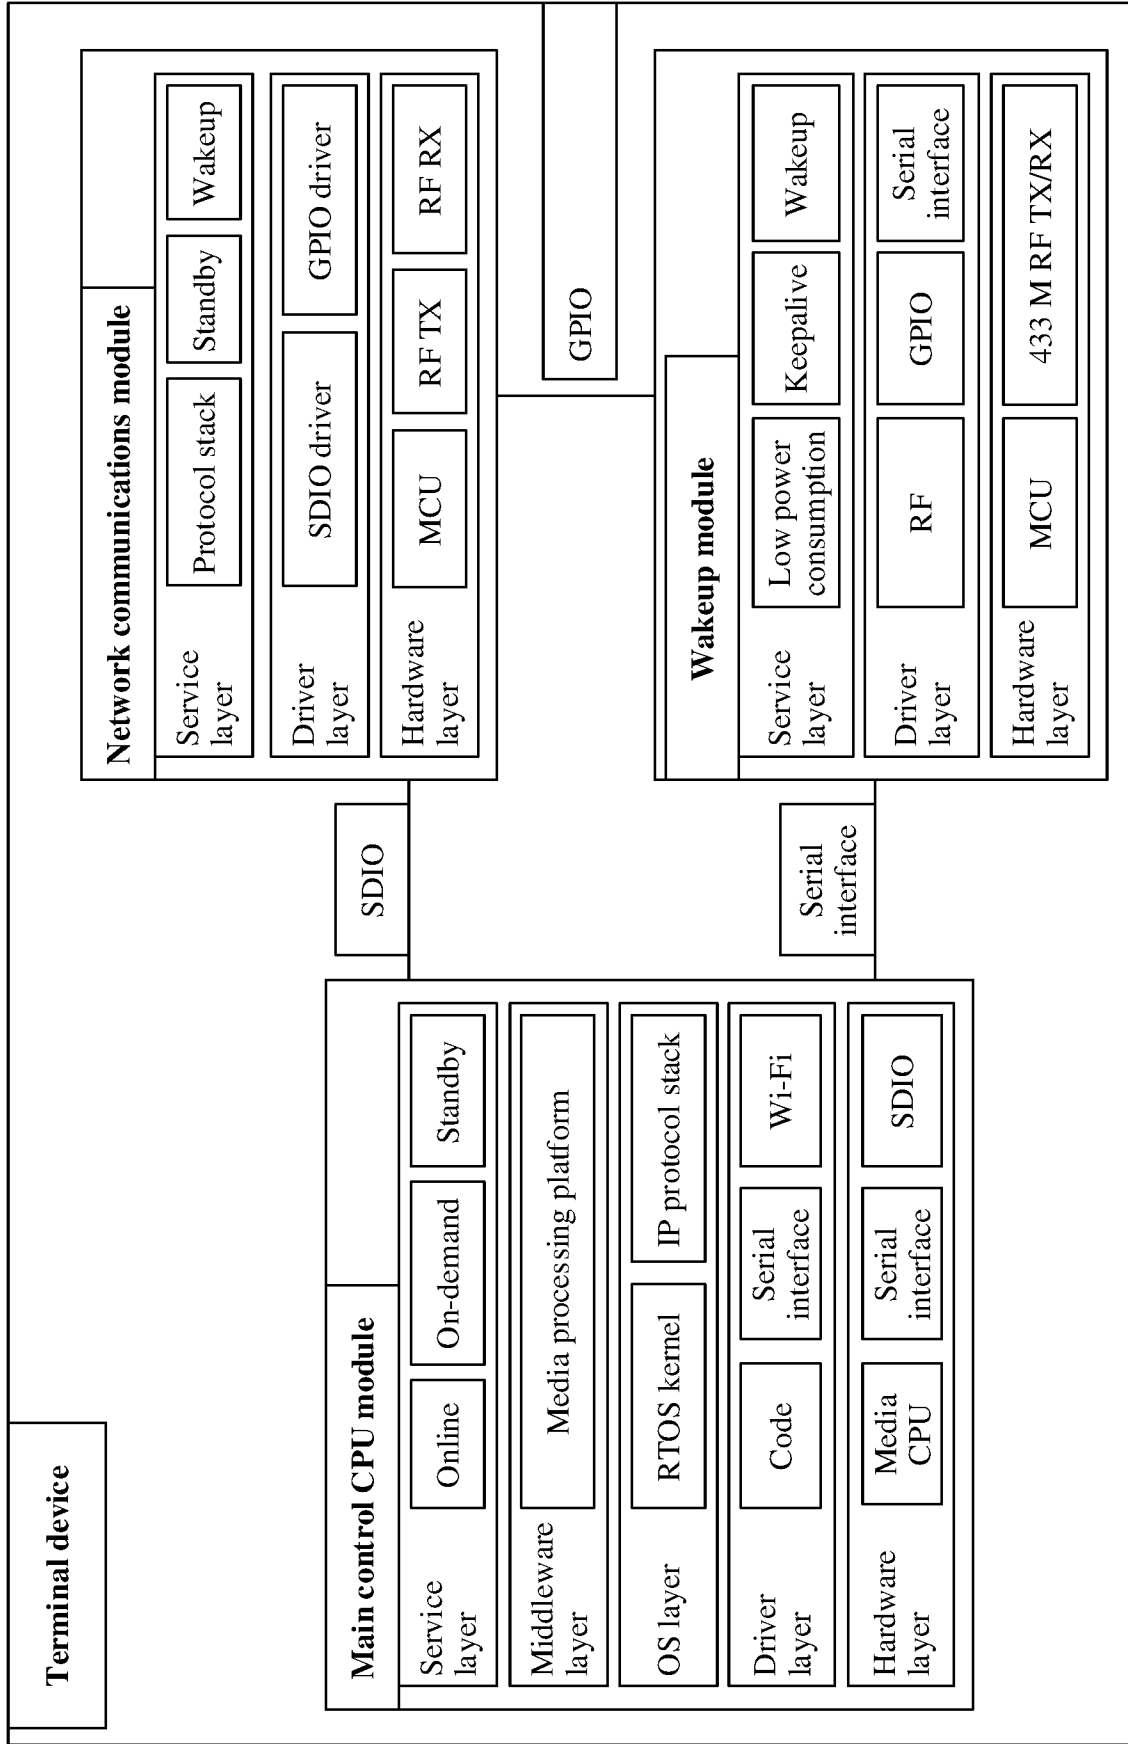 Terminal device
Main control CPU module
Service
layer
Online
On-demand
Standby
Middleware
layer
Media processing platform
OS layer
RTOS kernel
IP protocol stack
Driver
layer
Code
Serial
interface
Wi-Fi
Hardware
layer
Media
CPU
Serial
interface
SDIO
SDIO
Serial
interface
Network communications module
Service
layer
Protocol stack
Standby
Wakeup
Driver
layer
SDIO driver
GPIO driver
Hardware
layer
MCU
RF TX
RF RX
GPIO
Wakeup module
Service
layer
Low power
consumption
Keepalive
Wakeup
Driver
layer
RF
GPIO
Serial
interface
Hardware
layer
MCU
433 M RF TX/RX